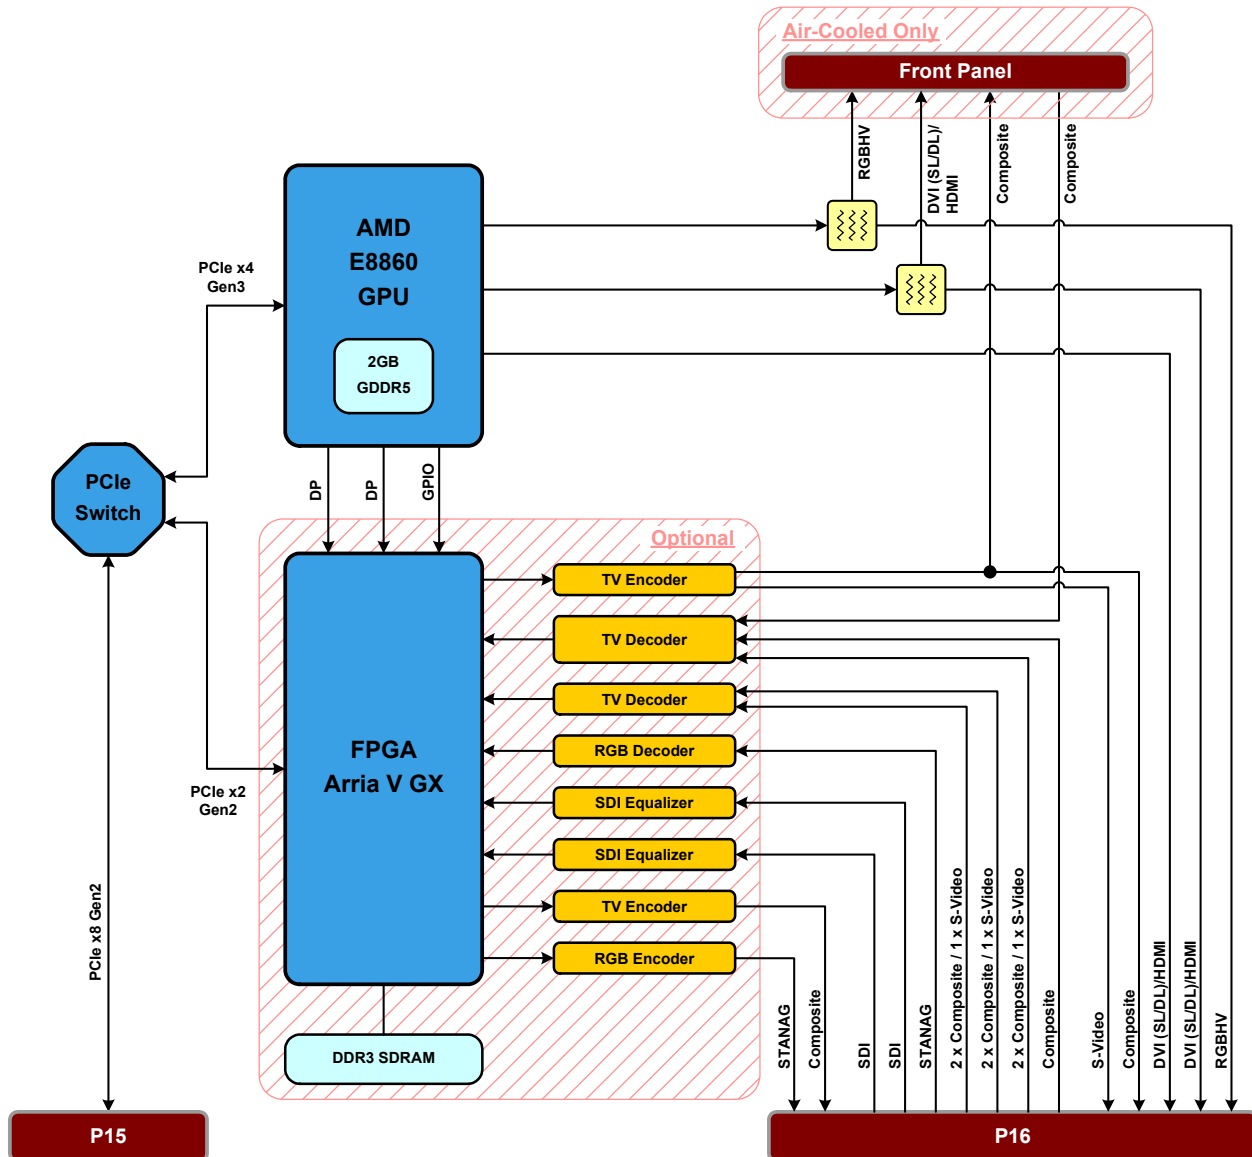 Air-Cooled Only
Front Panel
RGBHV
DVI (SL/DL)/
HDMI
Composite
Composite
AMD
E8860
GPU
2GB
GDDR5
PCIe x4
Gen3
PCIe
Switch
DP
DP
GPIO
Optional
TV Encoder
TV Decoder
TV Decoder
RGB Decoder
SDI Equalizer
SDI Equalizer
TV Encoder
RGB Encoder
FPGA
Arria V GX
PCIe x2
Gen2
PCIe x8 Gen2
DDR3 SDRAM
STANAG
Composite
SDI
SDI
STANAG
2 x Composite / 1 x S-Video
2 x Composite / 1 x S-Video
2 x Composite / 1 x S-Video
Composite
S-Video
Composite
DVI (SL/DL)/HDMI
DVI (SL/DL)/HDMI
RGBHV
P15
P16